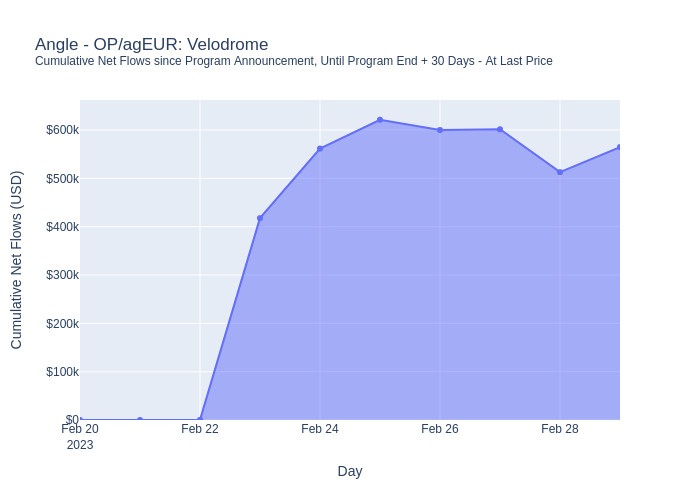 Angle - OP/agEUR: Velodrome
Cumulative Net Flows since Program Announcement, Until Program End + 30 Days - At Last Price
Cumulative Net Flows (USD)
$600k
$500k
$400k
$300k
$200k
$100k
$0
Feb 20
2023
Feb 22
Feb 24
Feb 26
Feb 28
Day